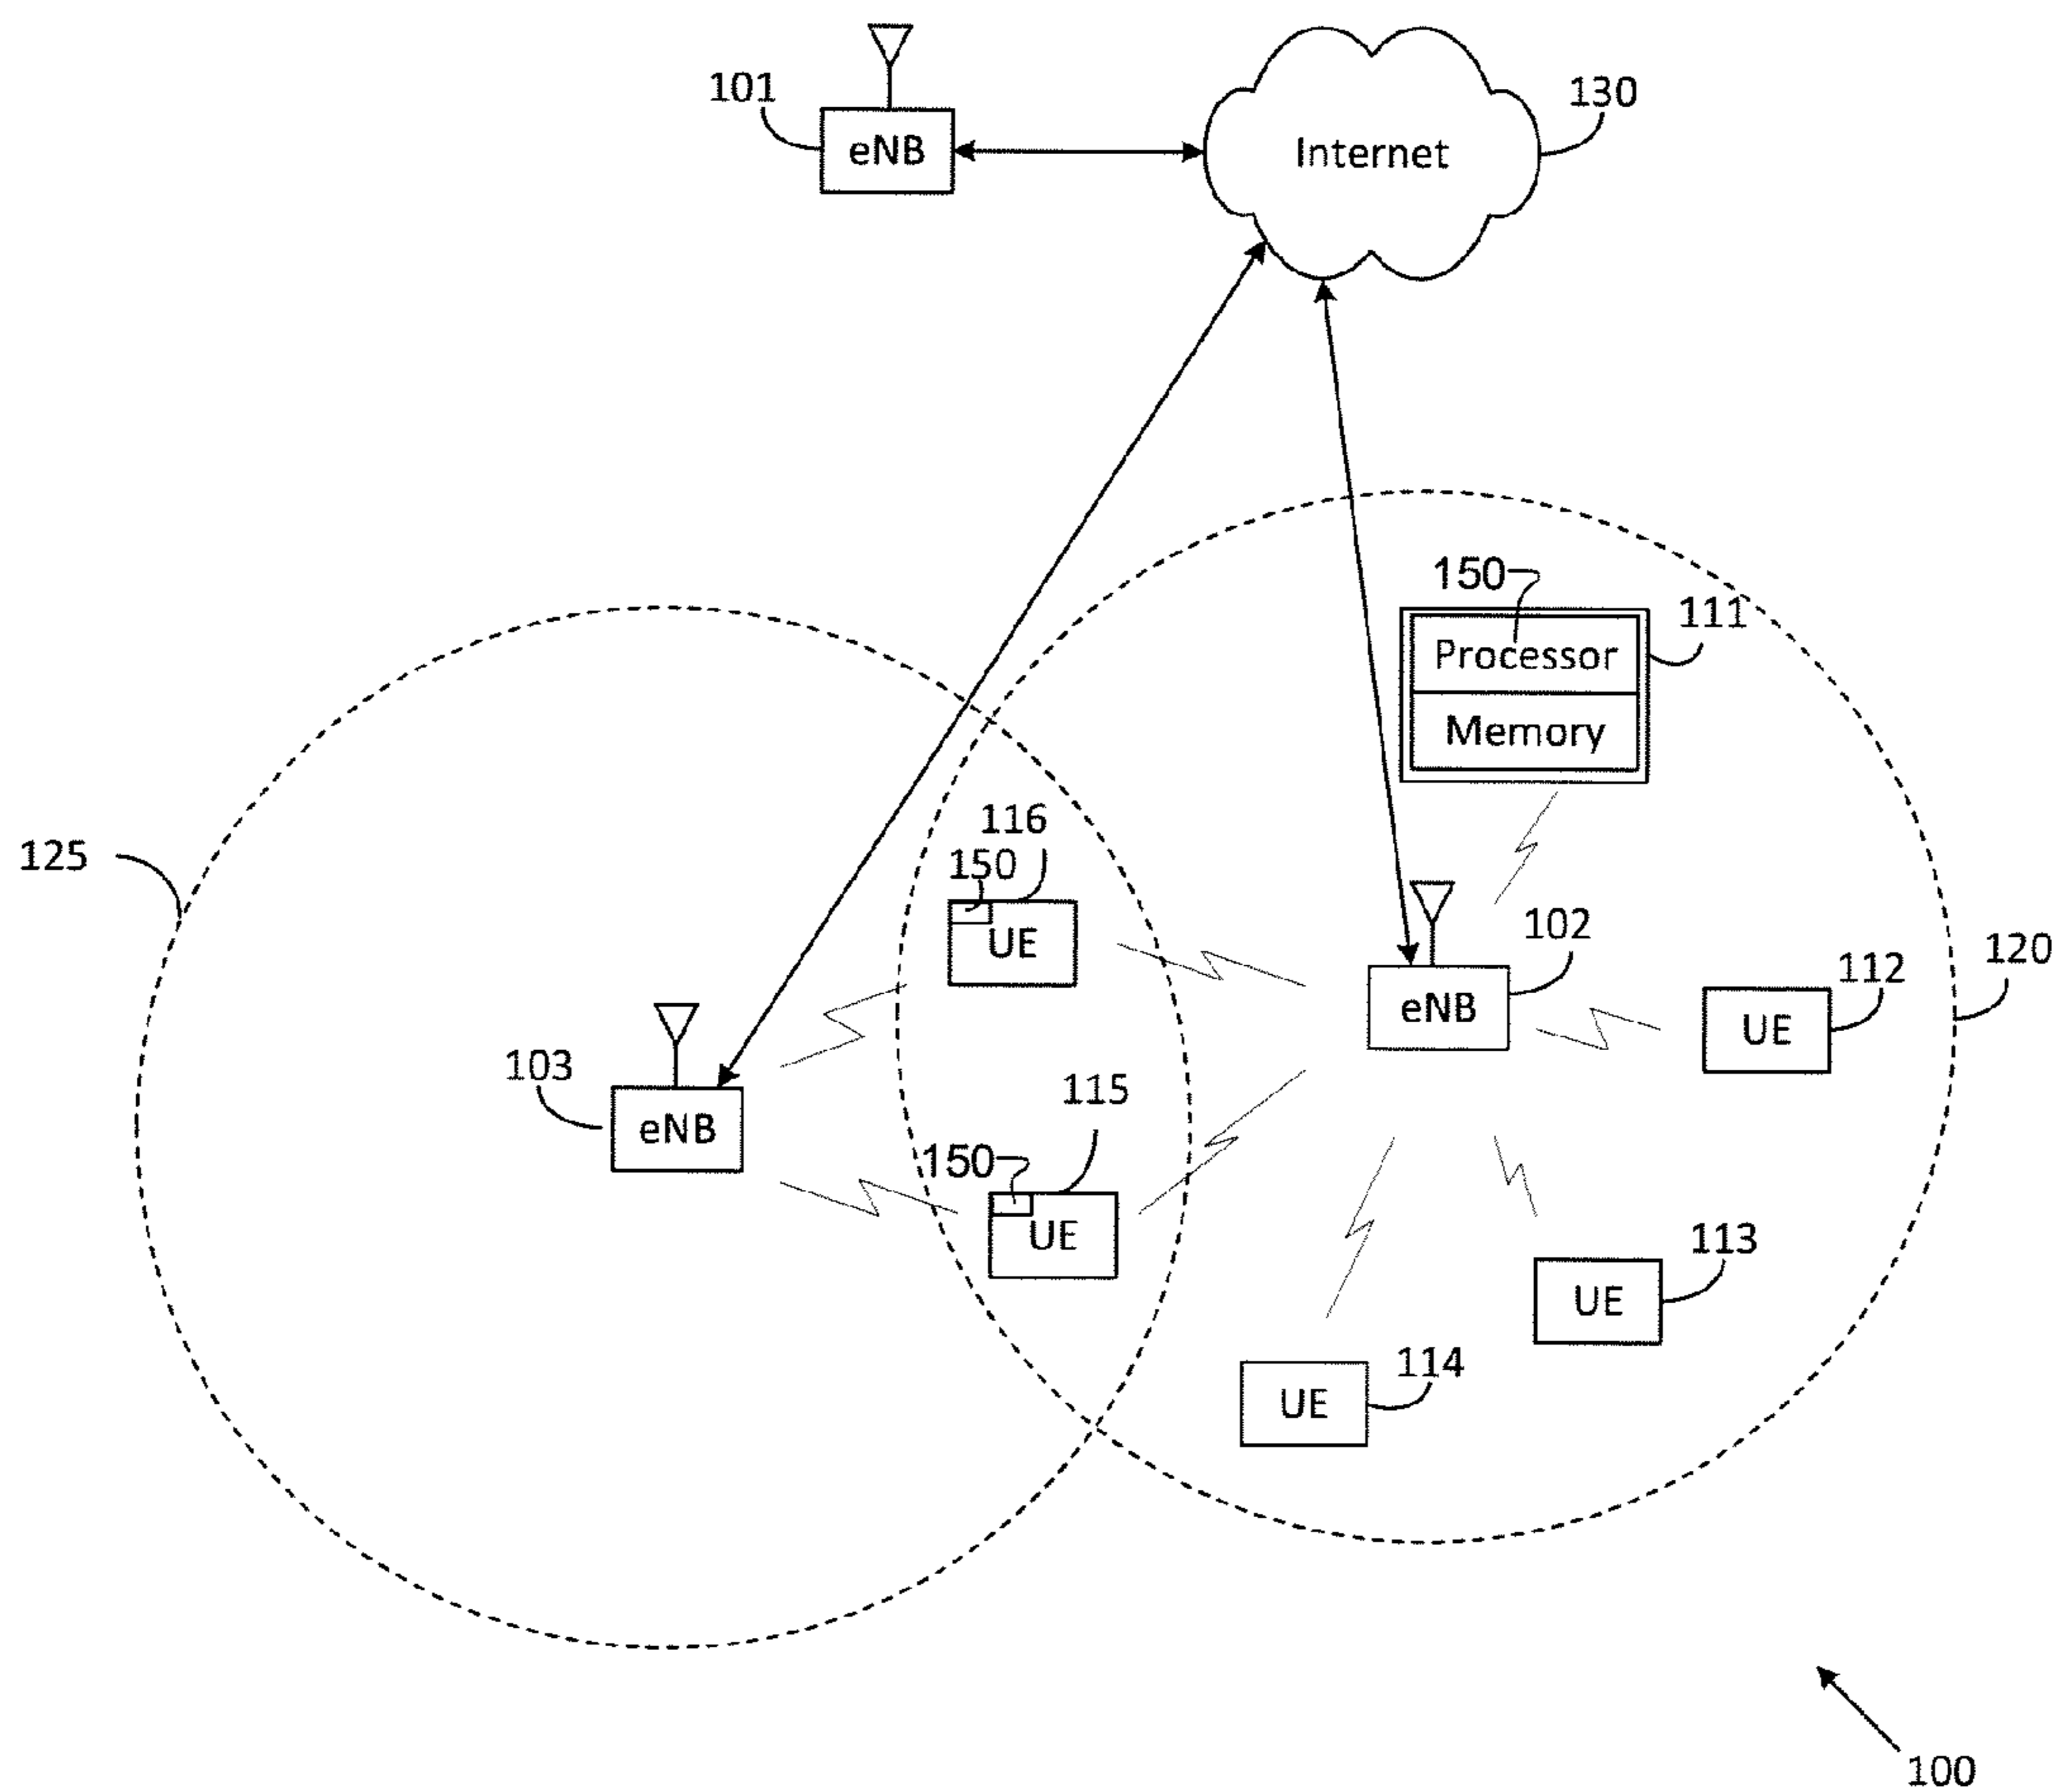 101
eNB
Internet
130
150
111
Processor
Memory
116
150
UE
125
102
eNB
112
UE
120
103
eNB
115
150
UE
113
UE
114
UE
100